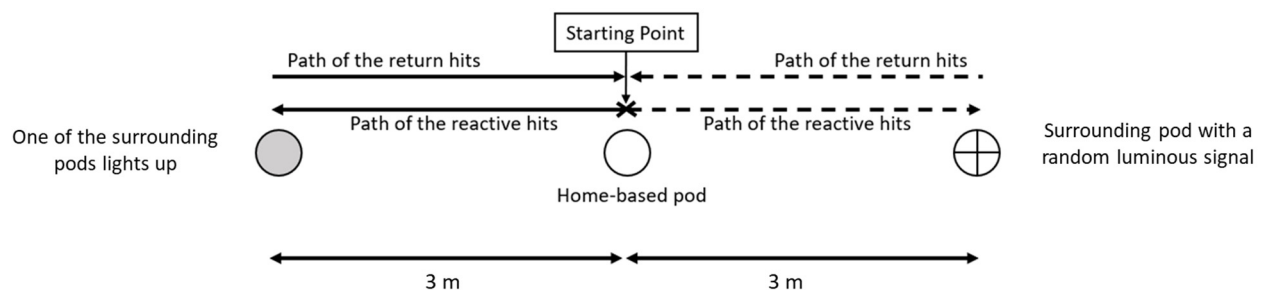 Starting Point
Path of the return hits
Path of the return hits
Path of the reactive hits
Path of the reactive hits
One of the surrounding
pods lights up
Surrounding pod with a
random luminous signal
Home-based pod
3 m
3 m